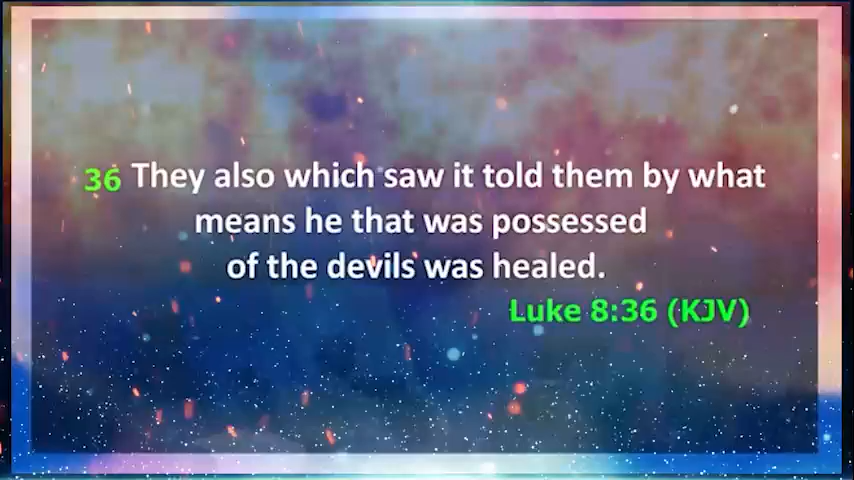 36 They also which saw it told them by what
means he that was possessed
of the devils was healed.
Luke 8:36 (KJV)